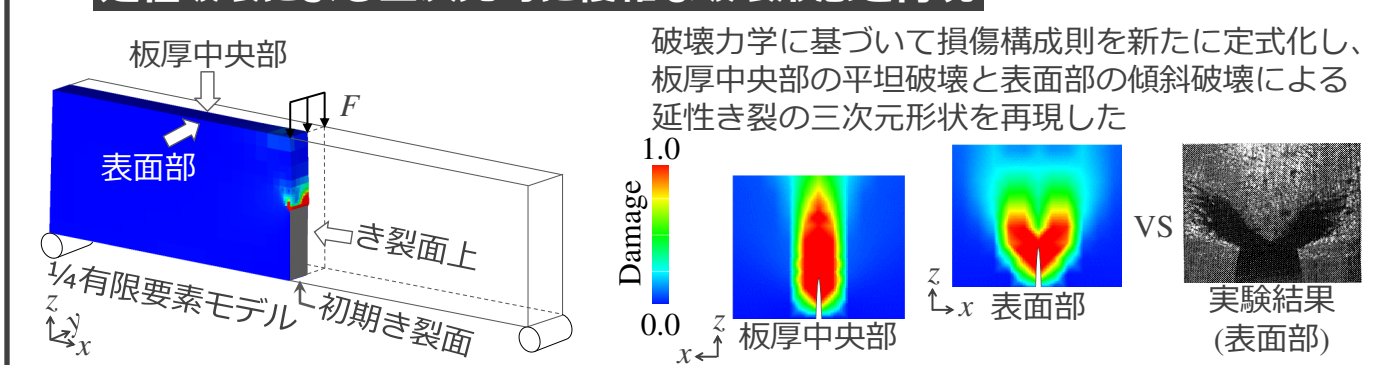 板厚中央部
F
表面部
き裂面上
1/4有限要素モデル
初期き裂面
z
y
x
破壊力学に基づいて損傷構成則を新たに定式化し、
板厚中央部の平坦破壊と表面部の傾斜破壊による
延性き裂の三次元形状を再現した
1.0
Damage
0.0
z
x
板厚中央部
z
x
表面部
VS
実験結果
(表面部)